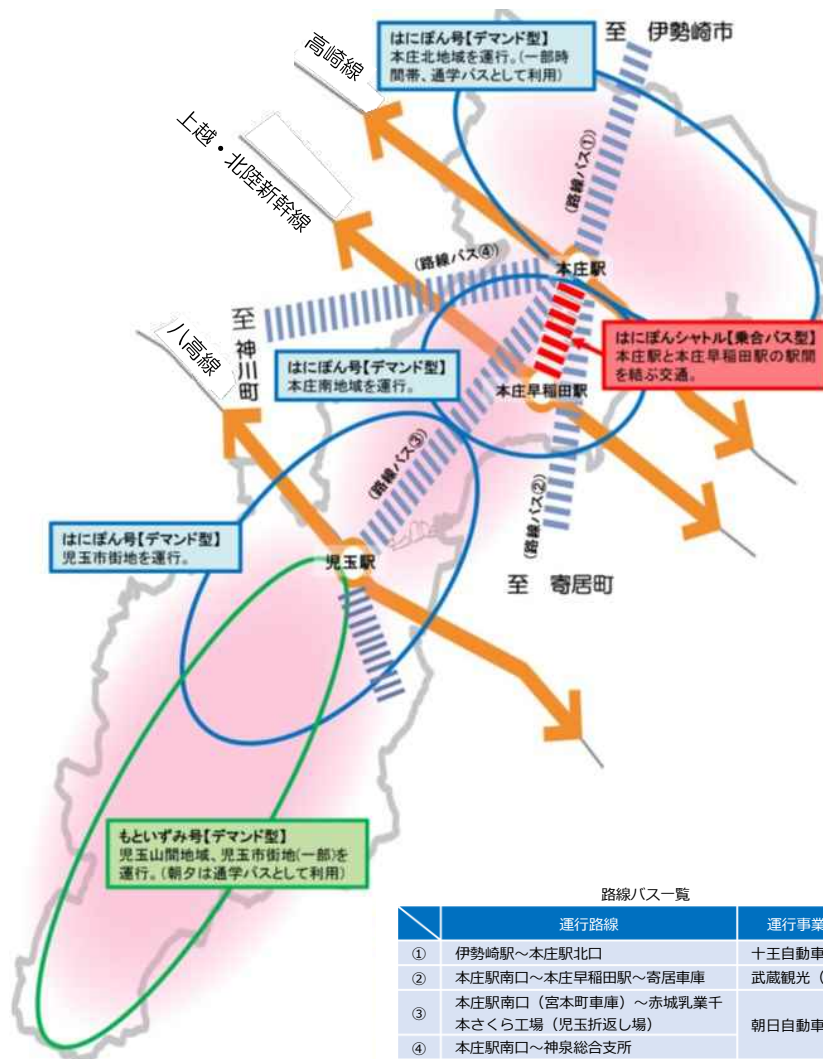 はにぽん号【デマンド型】
本庄北地域を運行。(一部時
間帯、通学バスとして利用)
至 伊勢崎市
高崎線
上越・北陸新幹線
(路線バス①)
(路線バス④)
本庄駅
至 神川町
八高線
はにぽんシャトル【乗合バス型】
本庄駅と本庄早稲田駅の駅間
を結ぶ交通。
はにぽん号【デマンド型】
本庄南地域を運行。
本庄早稲田駅
(路線バス③)
(路線バス②)
はにぽん号【デマンド型】
児玉市街地を運行。
児玉駅
至 寄居町
もといずみ号【デマンド型】
児玉山間地域、児玉市街地(一部)を
運行。(朝夕は通学バスとして利用)
路線バス一覧
運行路線 運行事業
① 伊勢崎駅~本庄駅北口 十王自動車
② 本庄駅南口~本庄早稲田駅~寄居車庫 武蔵観光(
③ 本庄駅南口(宮本町車庫)~赤城乳業千
本さくら工場(児玉折返し場)
朝日自動車
④ 本庄駅南口~神泉総合支所